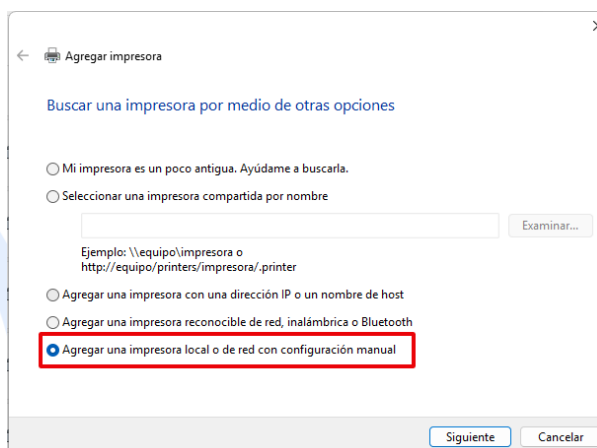 Agregar impresora
Buscar una impresora por medio de otras opciones
Mi impresora es un poco antigua. Ayúdame a buscarla.
Seleccionar una impresora compartida por nombre
Examinar...
Ejemplo: \\equipo\impresora o
http://equipo/printers/impresora/.printer
Agregar una impresora con una dirección IP o un nombre de host
Agregar una impresora reconocible de red, inalámbrica o Bluetooth
Agregar una impresora local o de red con configuración manual
Siguiente Cancelar